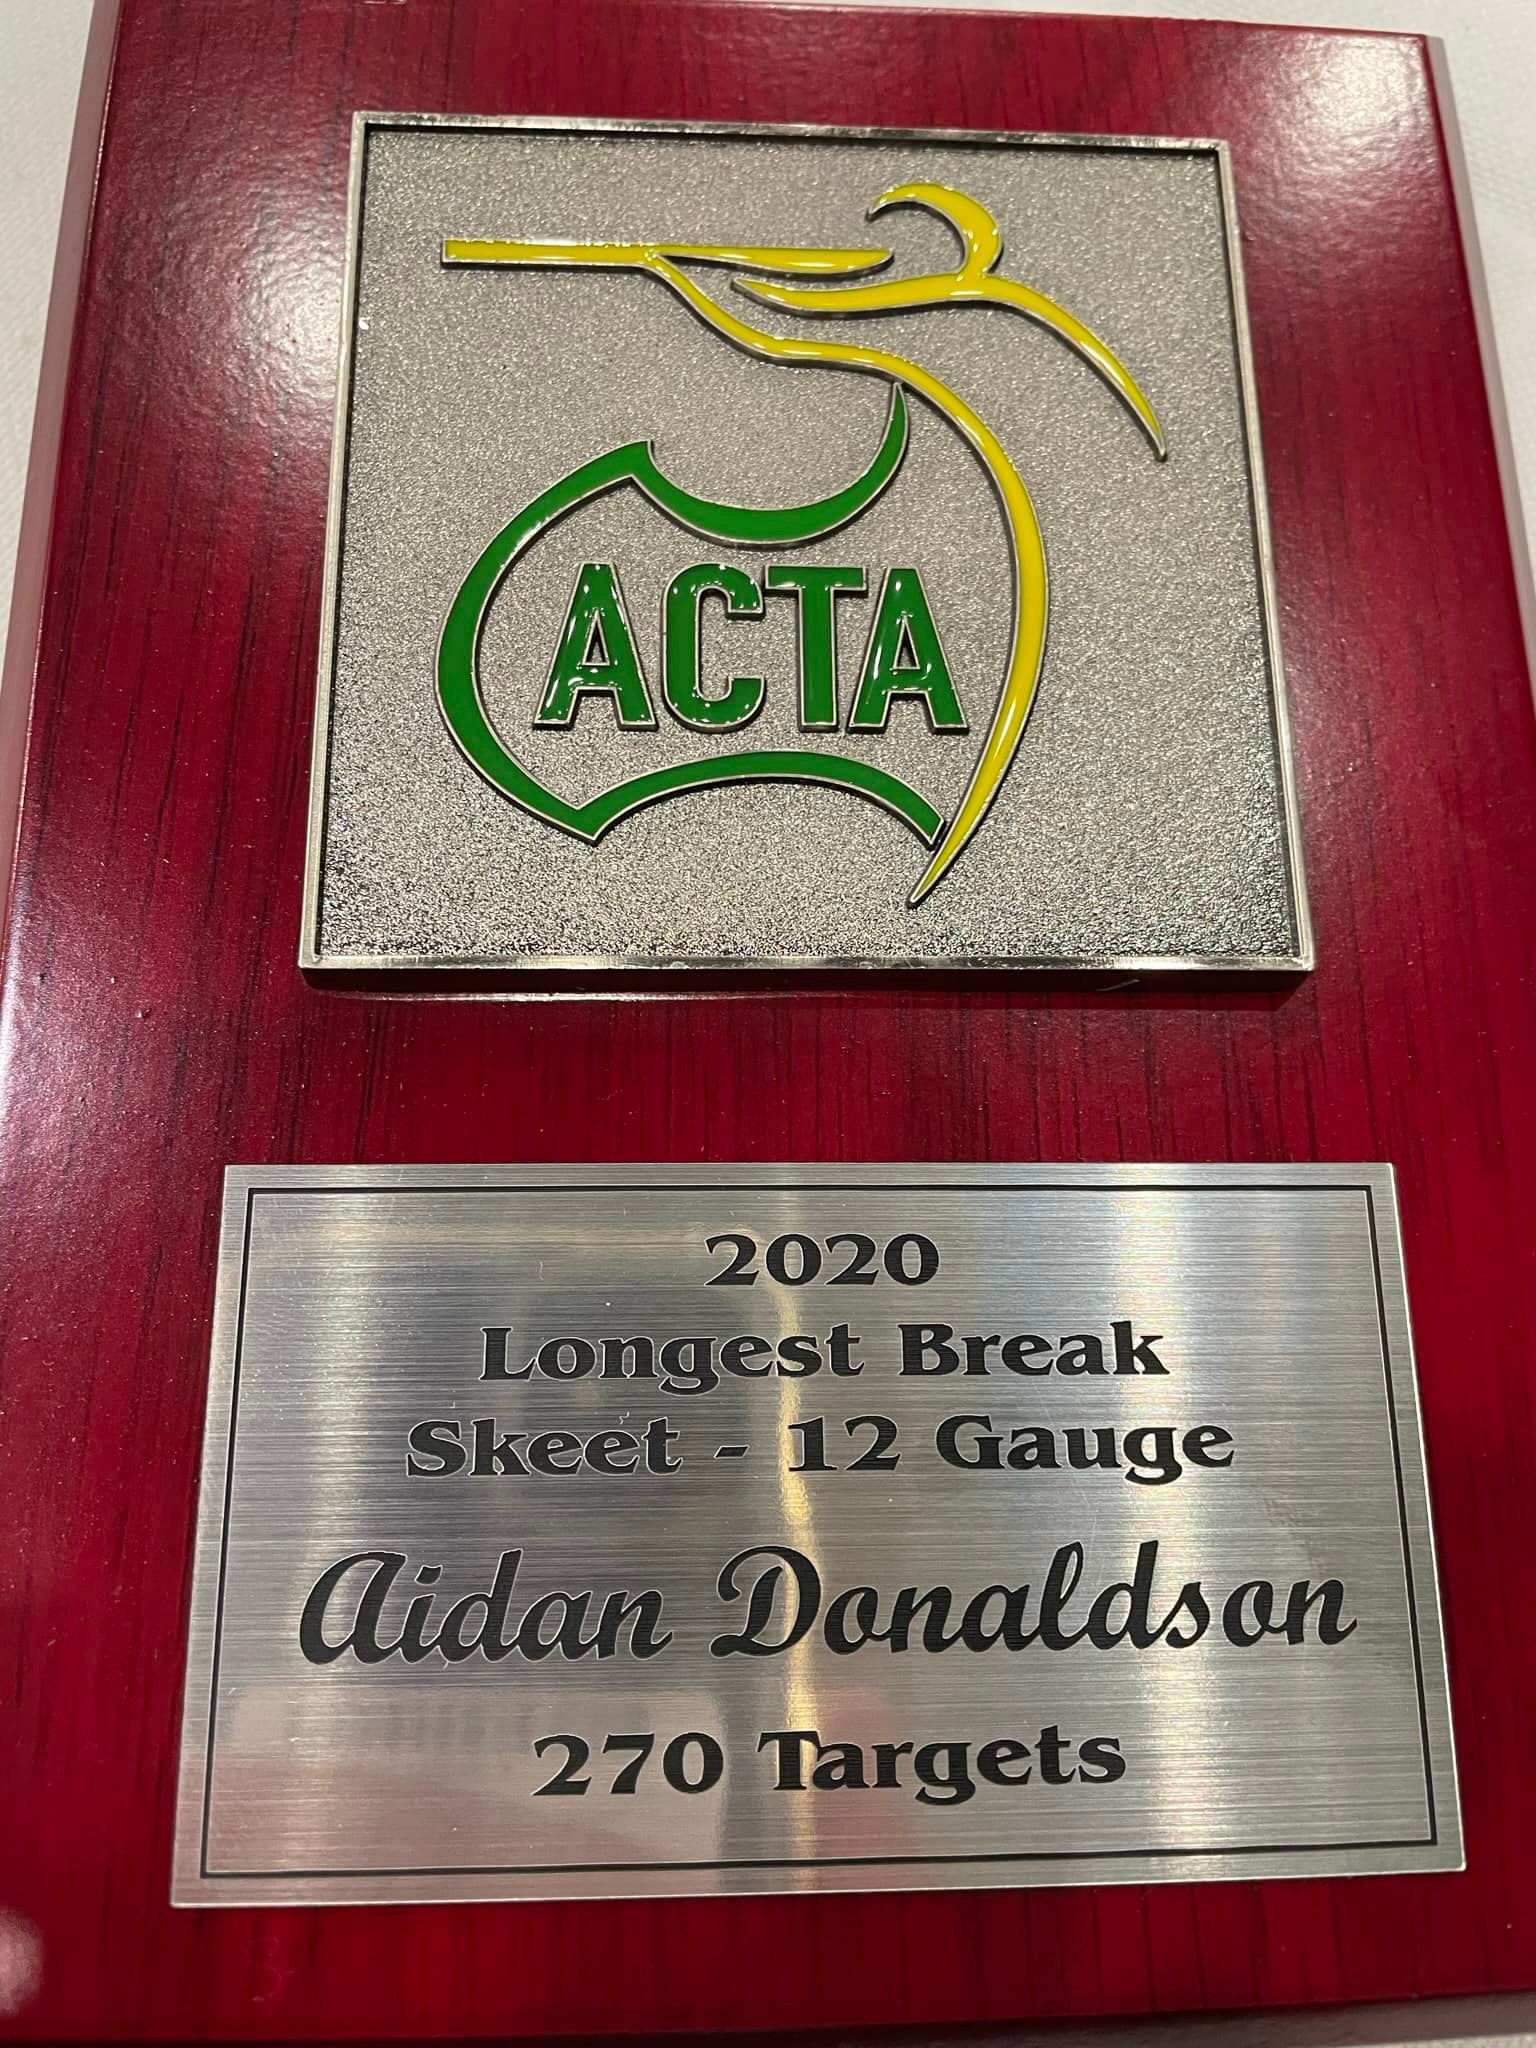 ACTA
2020
Longest Break
Skeet - 12 Gauge
Aidan Donaldson
270 Targets